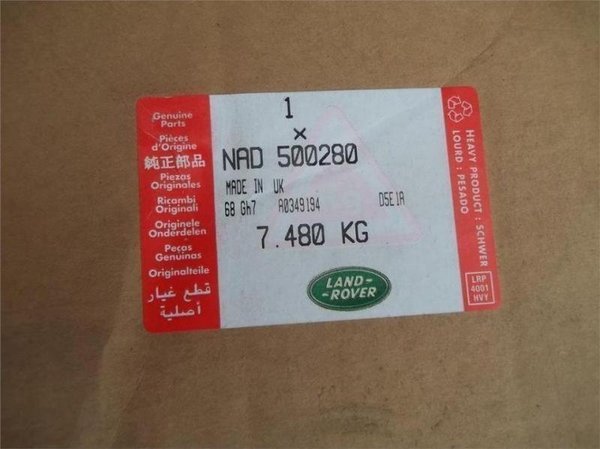 Genuine
Parts
Pièces
d'Origine
純正部品
Piezas
Originales
Ricambi
Originali
Originele
Onderdelen
Peças
Genuínas
Originalteile
قطع غيار
أصلية
1
x
NAD 500280
MADE IN UK
68 Gh7 A0349194 D5E1A
7.480 KG
LAND-
-ROVER
HEAVY PRODUCT : SCHWER
LOURD : PESADO
LRP
4001
HVY